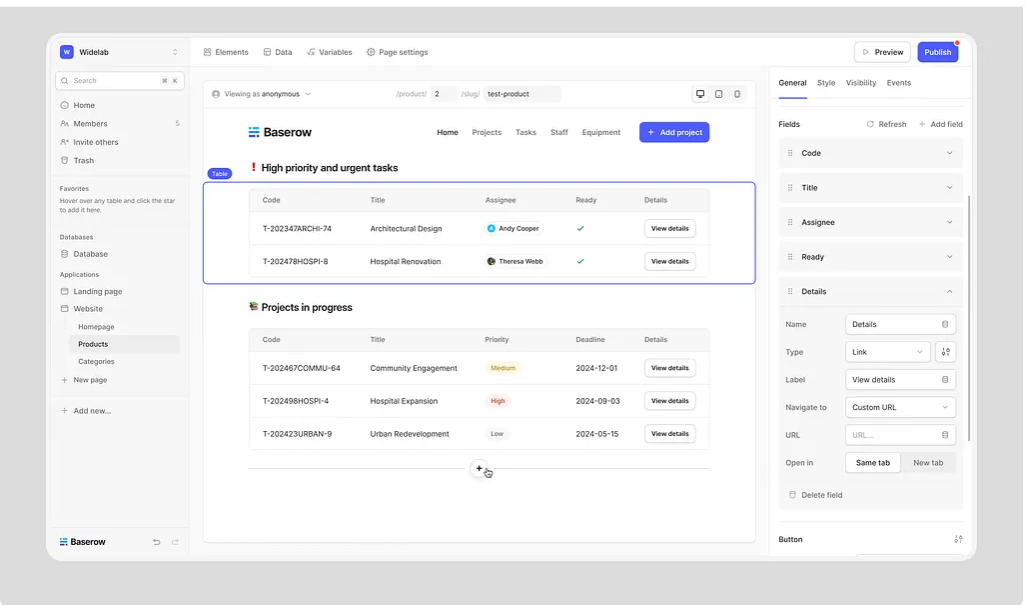 W Widelab
Elements Data Variables Page settings
Preview Publish
Search ⌘ K
Home
Members 5
Invite others
Trash
Favorites
Hover over any table and click the star
to add it here.
Databases
Database
Applications
Landing page
Website
Homepage
Products
Categories
New page
Add new...
Baserow
Viewing as anonymous /product/ 2 /slug/ test-product
Baserow
Home Projects Tasks Staff Equipment + Add project
Table
❗ High priority and urgent tasks
Code Title Assignee Ready Details
T-202347ARCHI-74 Architectural Design Andy Cooper ✓ View details
T-202478HOSPI-8 Hospital Renovation Theresa Webb ✓ View details
Projects in progress
Code Title Priority Deadline Details
T-202467COMMU-64 Community Engagement Medium 2024-12-01 View details
T-202498HOSPI-4 Hospital Expansion High 2024-09-03 View details
T-202423URBAN-9 Urban Redevelopment Low 2024-05-15 View details
+
General Style Visibility Events
Fields Refresh + Add field
Code
Title
Assignee
Ready
Details
Name Details
Type Link
Label View details
Navigate to Custom URL
URL URL...
Open in Same tab New tab
Delete field
Button